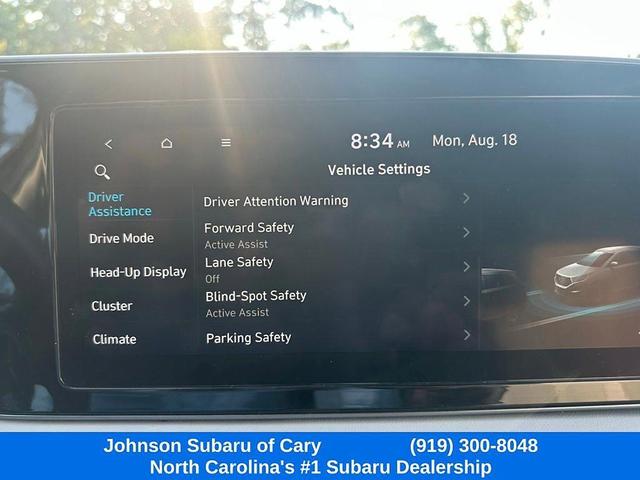 8:34 AM Mon, Aug. 18
Vehicle Settings
Driver
Assistance
Drive Mode
Head-Up Display
Cluster
Climate
Driver Attention Warning
Forward Safety
Active Assist
Lane Safety
Off
Blind-Spot Safety
Active Assist
Parking Safety
Johnson Subaru of Cary (919) 300-8048
North Carolina's #1 Subaru Dealership